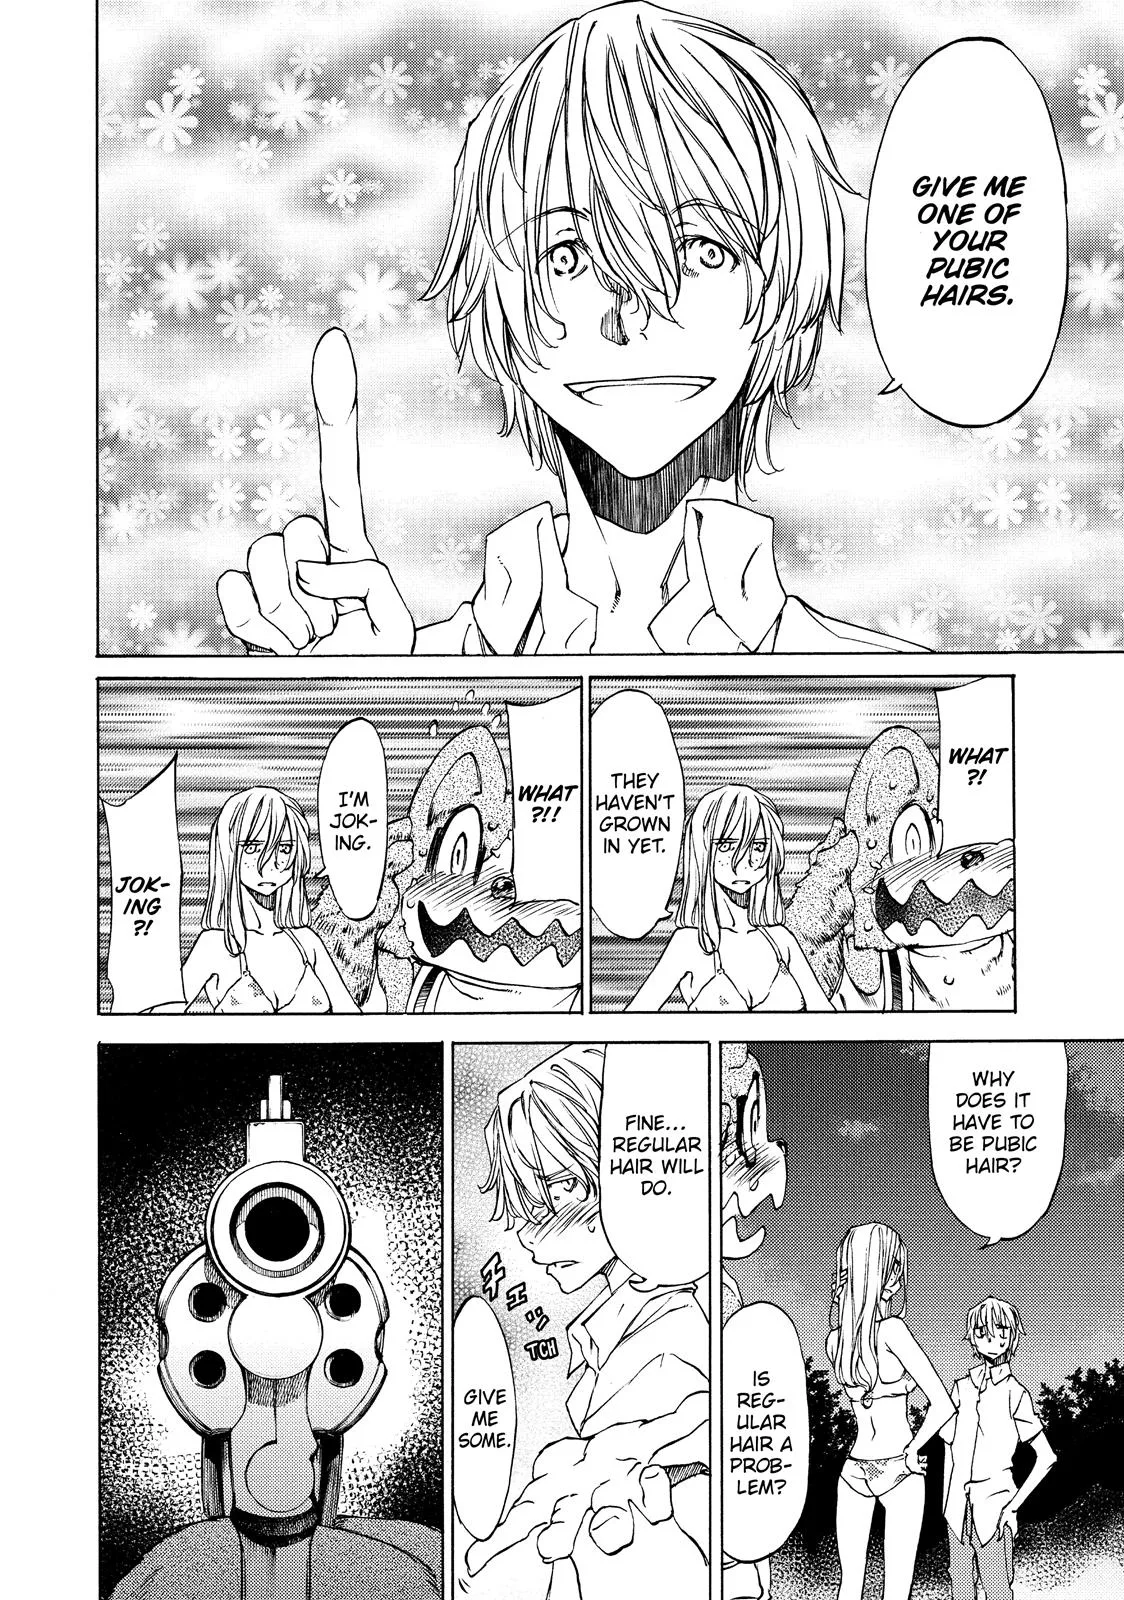 GIVE ME
ONE OF
YOUR
PUBIC
HAIRS.
WHAT
?!
THEY
HAVEN'T
GROWN
IN YET.
WHAT
?!!
I'M
JOK-
ING.
JOK-
ING
?!
WHY
DOES IT
HAVE TO
BE PUBIC
HAIR?
IS
REG-
ULAR
HAIR A
PROB-
LEM?
FINE...
REGULAR
HAIR WILL
DO.
チェ..
TCH
GIVE
ME
SOME.